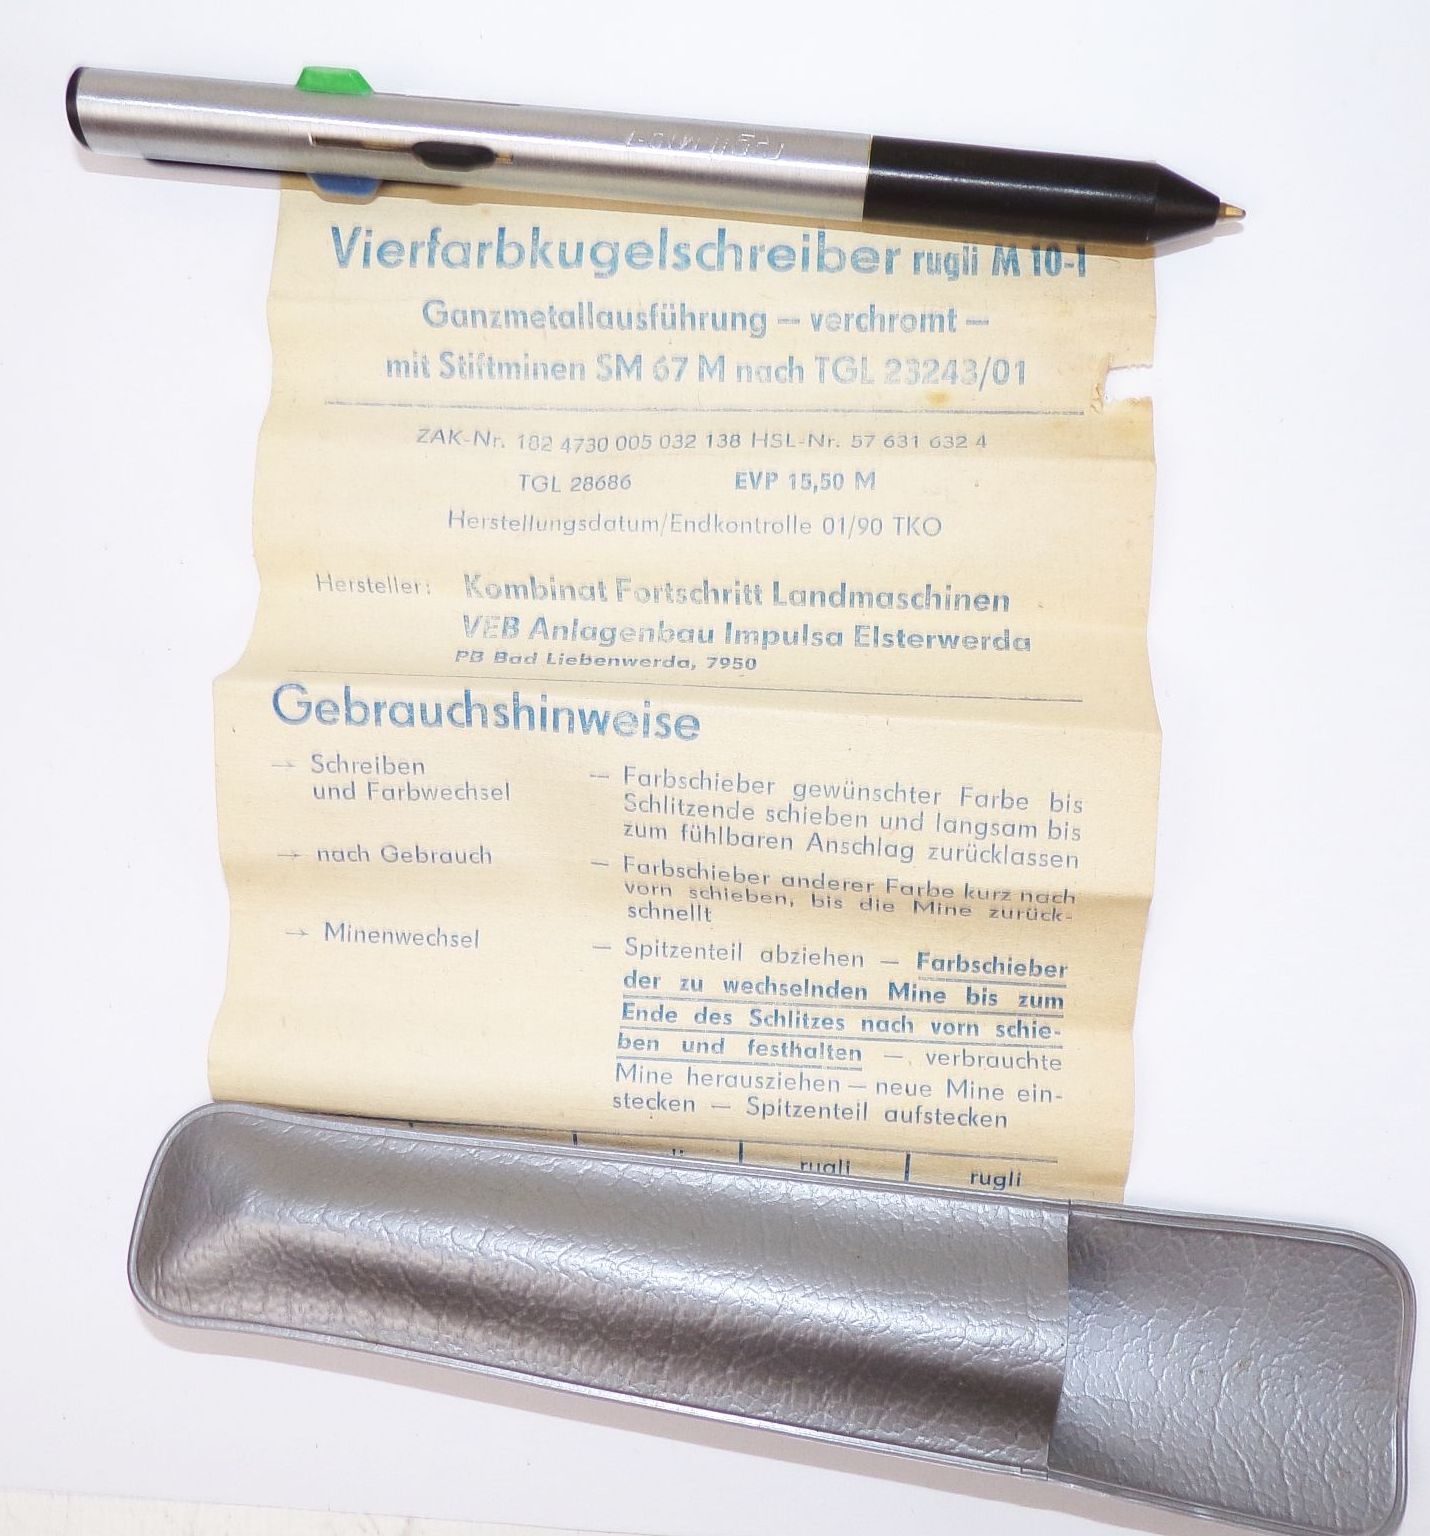 rugli M10-1
Vierfarbkugelschreiber rugli M 10-1
Ganzmetallausführung — verchromt —
mit Stiftminen SM 67 M nach TGL 23243/01
ZAK-Nr. 182 4730 005 032 138 HSL-Nr. 57 631 632 4
TGL 28686 EVP 15,50 M
Herstellungsdatum/Endkontrolle 01/90 TKO
Hersteller: Kombinat Fortschritt Landmaschinen
VEB Anlagenbau Impulsa Elsterwerda
PB Bad Liebenwerda, 7950
Gebrauchshinweise
→ Schreiben
und Farbwechsel
— Farbschieber gewünschter Farbe bis
Schlitzende schieben und langsam bis
zum fühlbaren Anschlag zurücklassen
→ nach Gebrauch
— Farbschieber anderer Farbe kurz nach
vorn schieben, bis die Mine zurück-
schnellt
→ Minenwechsel
— Spitzenteil abziehen — Farbschieber
der zu wechselnden Mine bis zum
Ende des Schlitzes nach vorn schie-
ben und festhalten —, verbrauchte
Mine herausziehen — neue Mine ein-
stecken — Spitzenteil aufstecken
rugli rugli